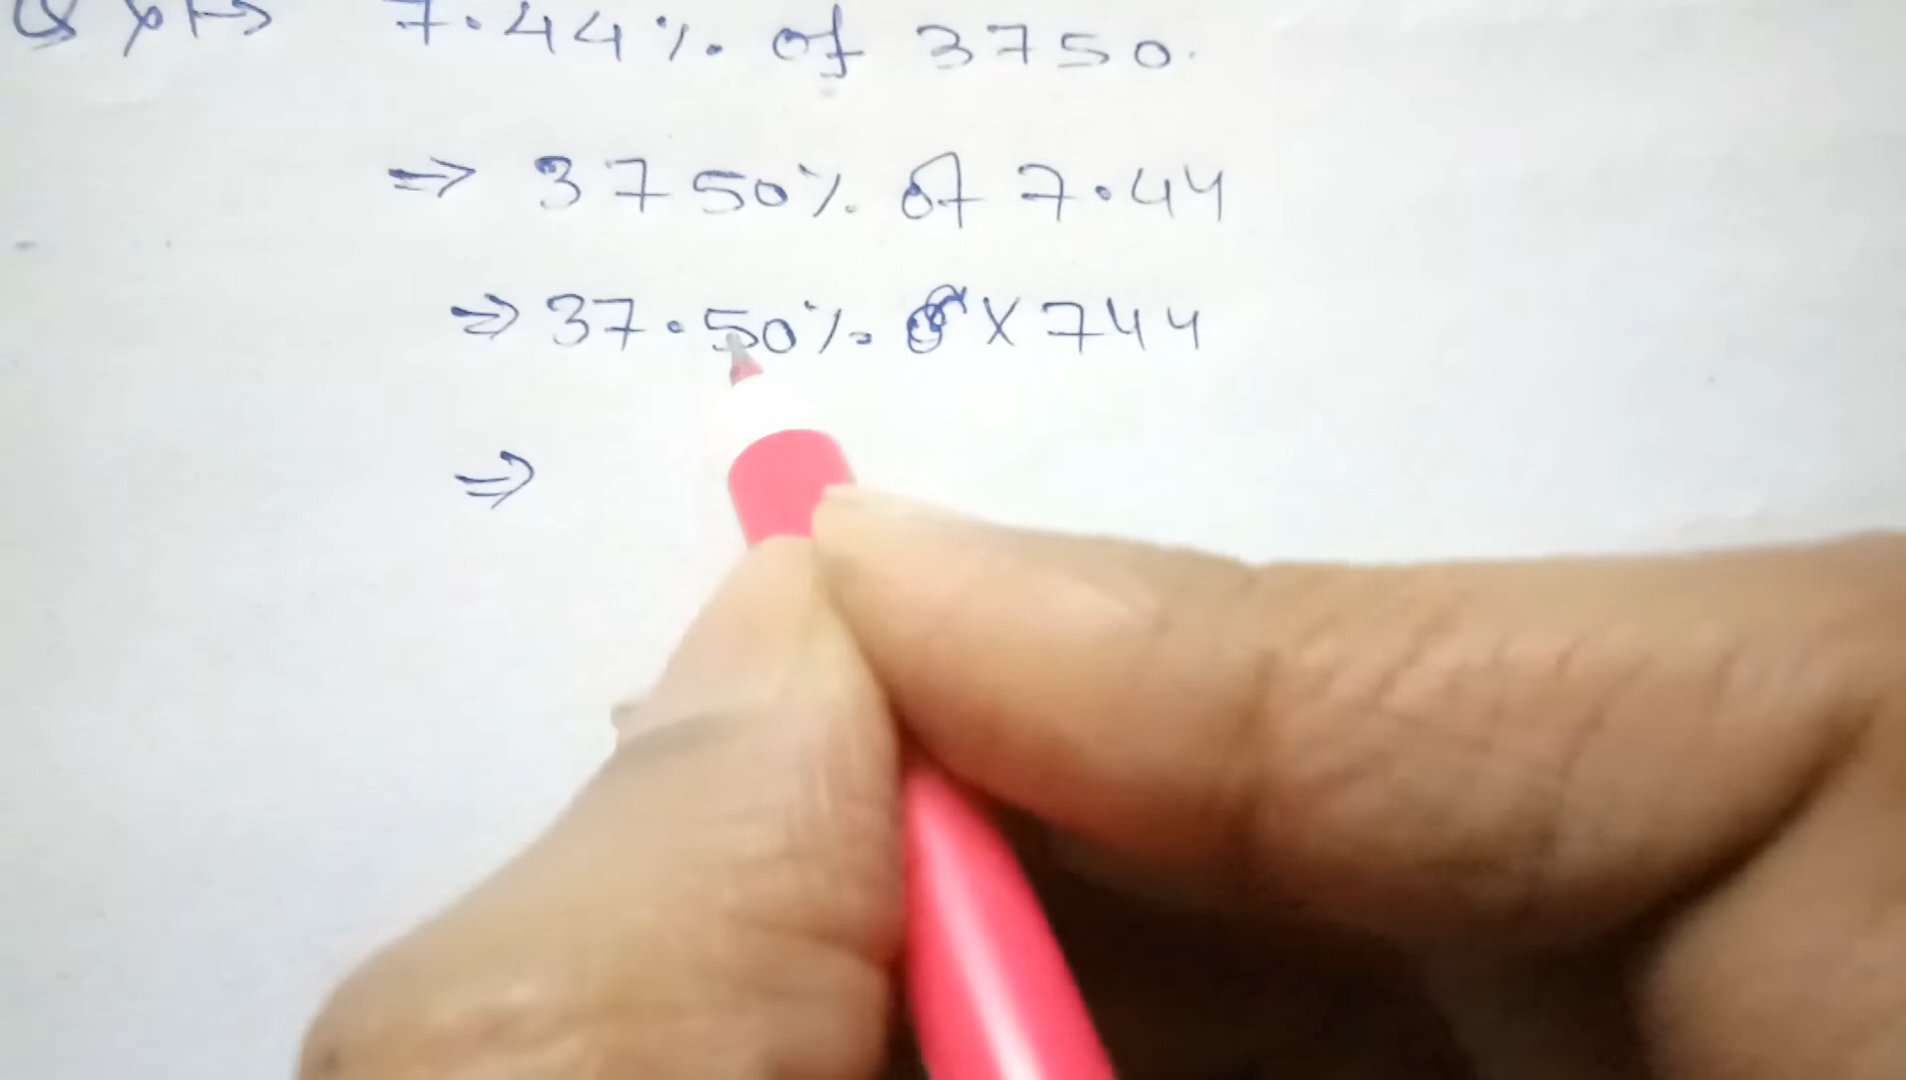 7.44% of 3750.
⇒ 3750% of 7.44
⇒ 37.50% × 744
⇒